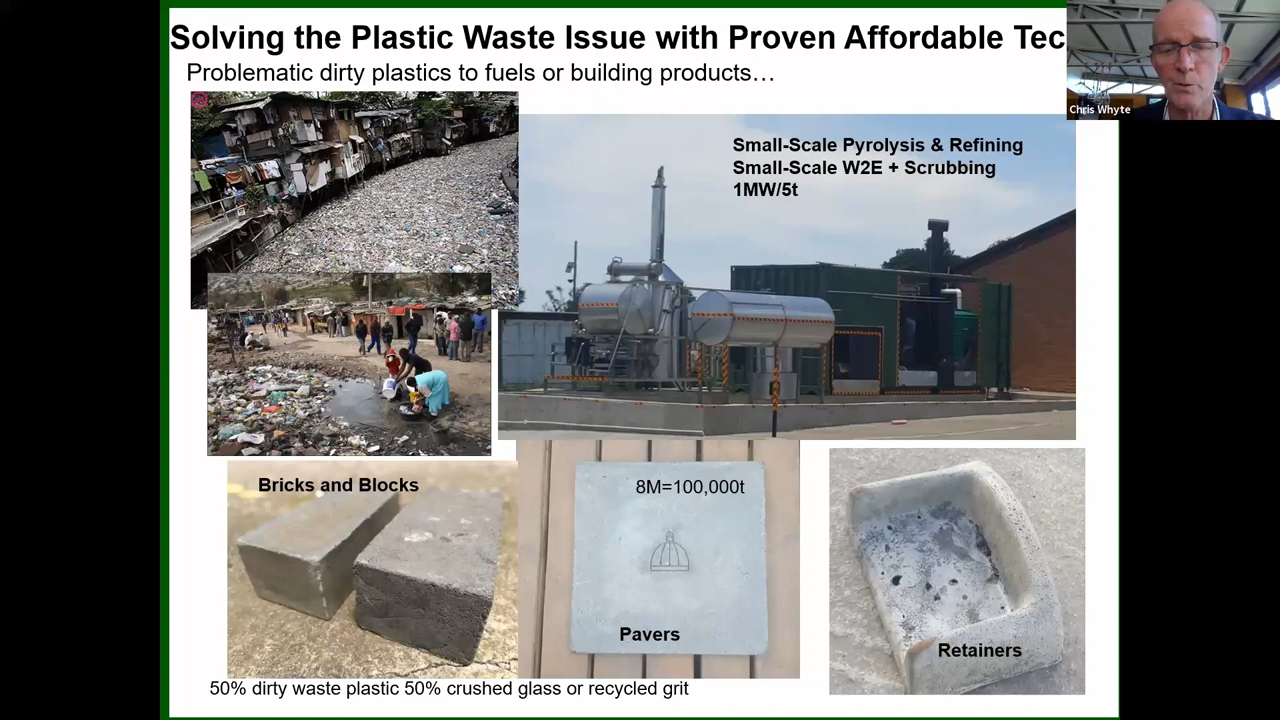 Solving the Plastic Waste Issue with Proven Affordable Tec
Chris Whyte
Problematic dirty plastics to fuels or building products…
Small-Scale Pyrolysis & Refining
Small-Scale W2E + Scrubbing
1MW/5t
Bricks and Blocks
8M=100,000t
Pavers
Retainers
50% dirty waste plastic 50% crushed glass or recycled grit